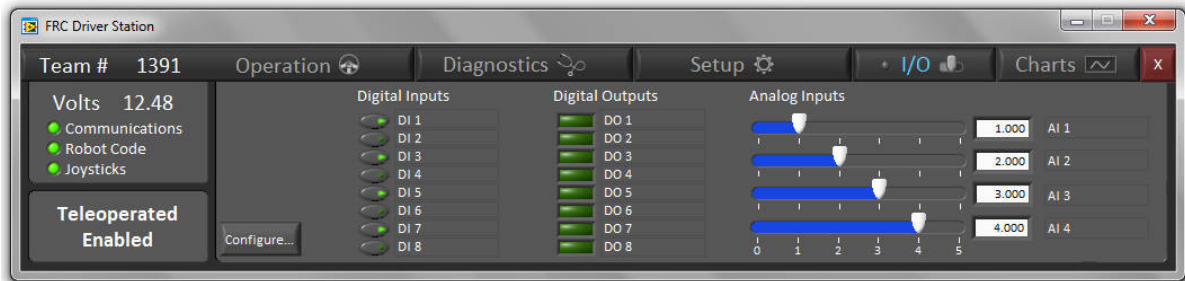 FRC Driver Station
Team # 1391 Operation Diagnostics Setup I/O Charts X
Volts 12.48
Communications
Robot Code
Joysticks
Teleoperated
Enabled
Configure...
Digital Inputs
DI 1
DI 2
DI 3
DI 4
DI 5
DI 6
DI 7
DI 8
Digital Outputs
DO 1
DO 2
DO 3
DO 4
DO 5
DO 6
DO 7
DO 8
Analog Inputs
1.000 AI 1
2.000 AI 2
3.000 AI 3
4.000 AI 4
0 1 2 3 4 5